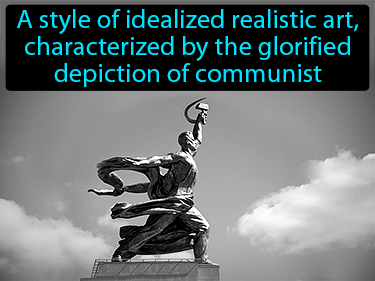 A style of idealized realistic art,
characterized by the glorified
depiction of communist